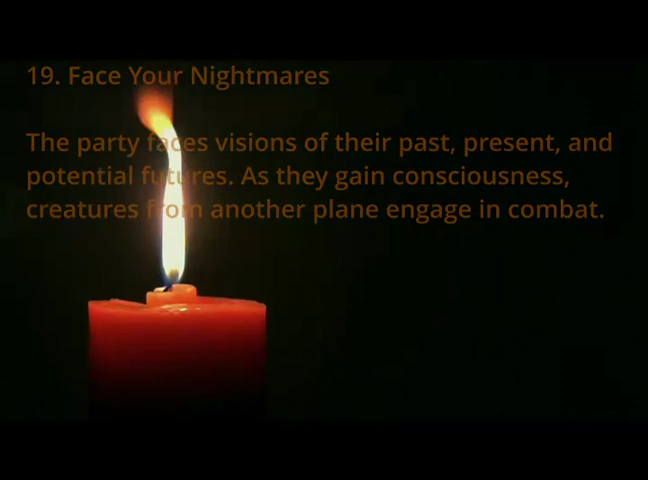 19. Face Your Nightmares
The party faces visions of their past, present, and
potential futures. As they gain consciousness,
creatures from another plane engage in combat.